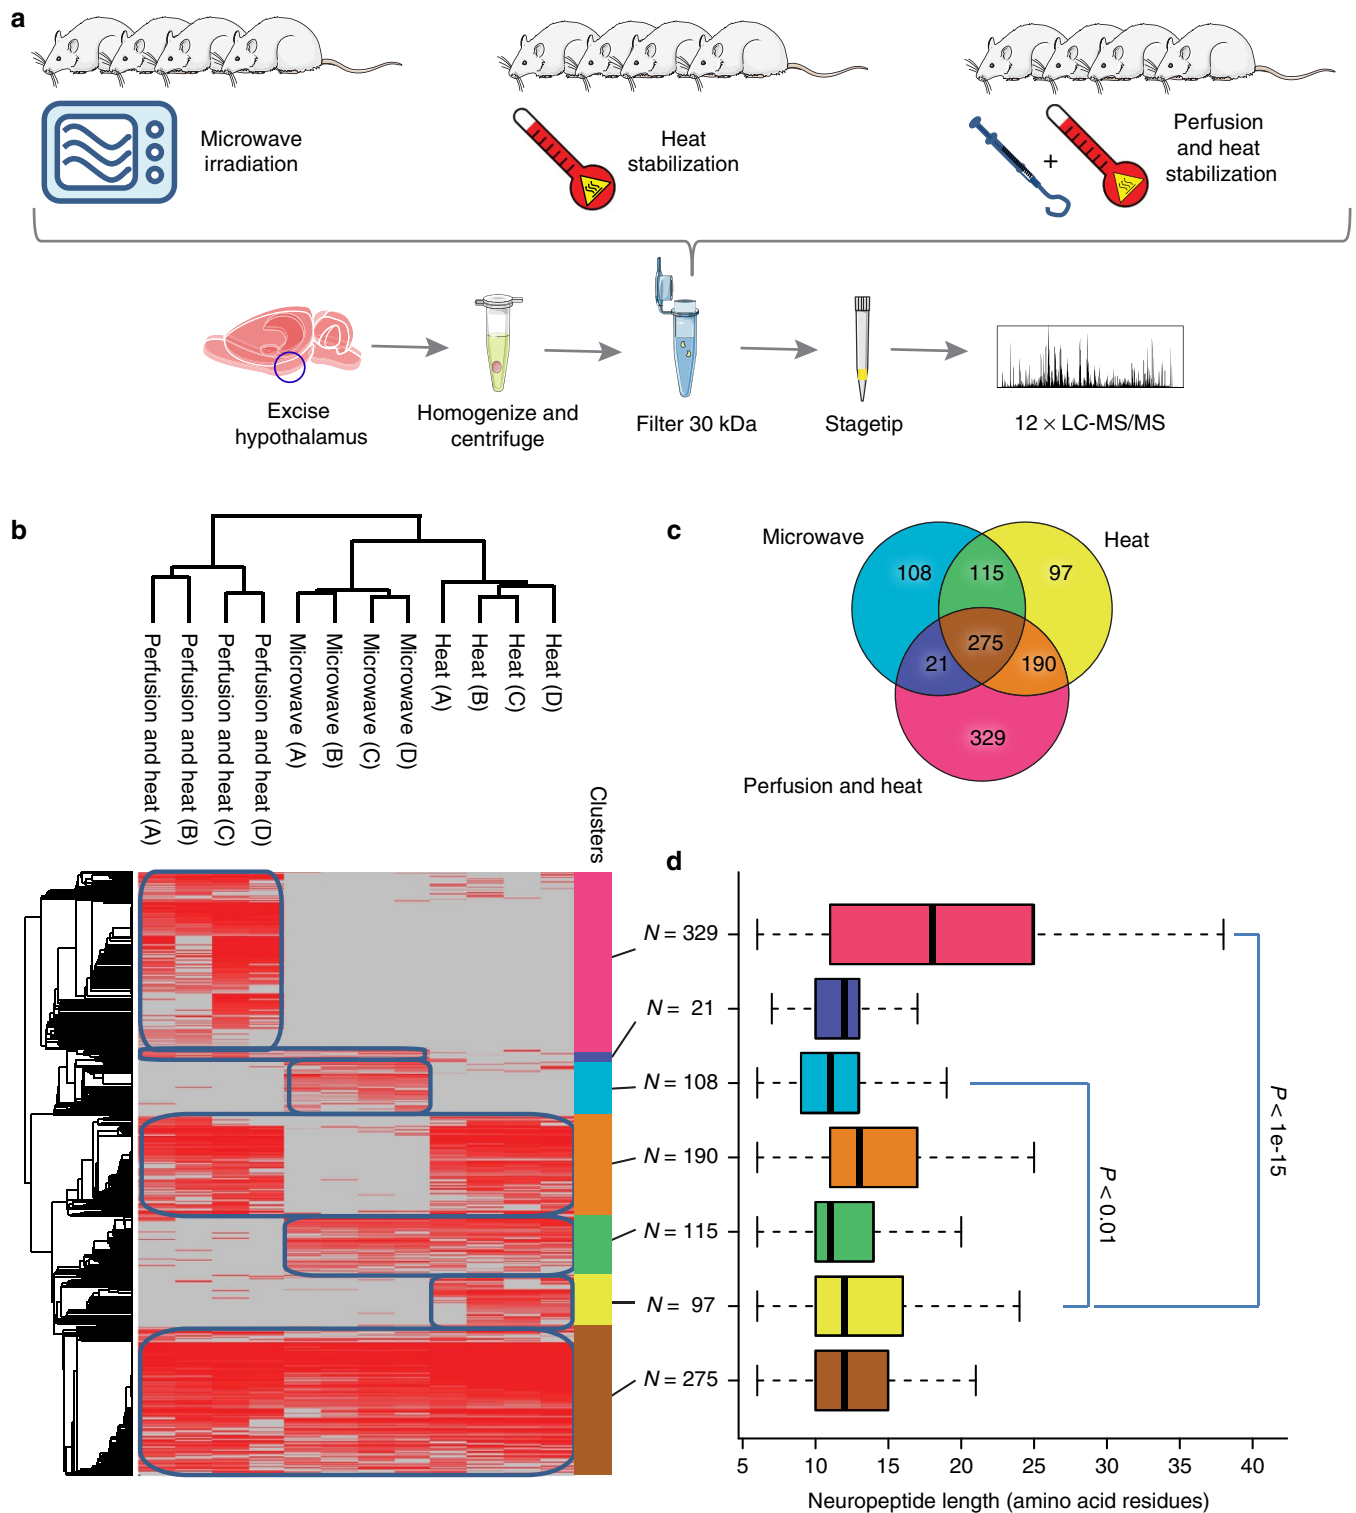 a
Microwave
irradiation
Heat
stabilization
+
Perfusion
and heat
stabilization
Excise
hypothalamus
Homogenize and
centrifuge
Filter 30 kDa
Stagetip
12 × LC-MS/MS
b
Perfusion and heat (A)
Perfusion and heat (B)
Perfusion and heat (C)
Perfusion and heat (D)
Microwave (A)
Microwave (B)
Microwave (C)
Microwave (D)
Heat (A)
Heat (B)
Heat (C)
Heat (D)
Clusters
c
Microwave
Heat
108
115
97
275
21
190
329
Perfusion and heat
d
N = 329
N = 21
N = 108
N = 190
N = 115
N = 97
N = 275
P < 0.01
P < 1e-15
5 10 15 20 25 30 35 40
Neuropeptide length (amino acid residues)